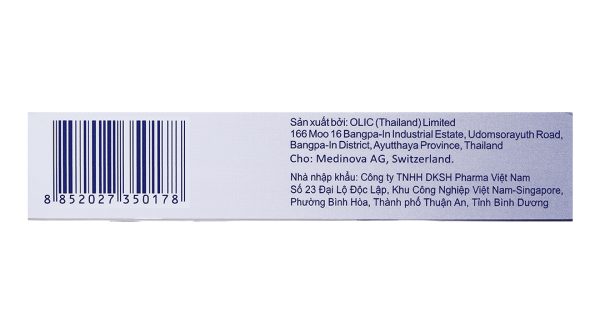 8 852027 350178
Sản xuất bởi: OLIC (Thailand) Limited
166 Moo 16 Bangpa-In Industrial Estate, Udomsorayuth Road,
Bangpa-In District, Ayutthaya Province, Thailand
Cho: Medinova AG, Switzerland.
Nhà nhập khẩu: Công ty TNHH DKSH Pharma Việt Nam
Số 23 Đại Lộ Độc Lập, Khu Công Nghiệp Việt Nam-Singapore,
Phường Bình Hòa, Thành phố Thuận An, Tỉnh Bình Dương